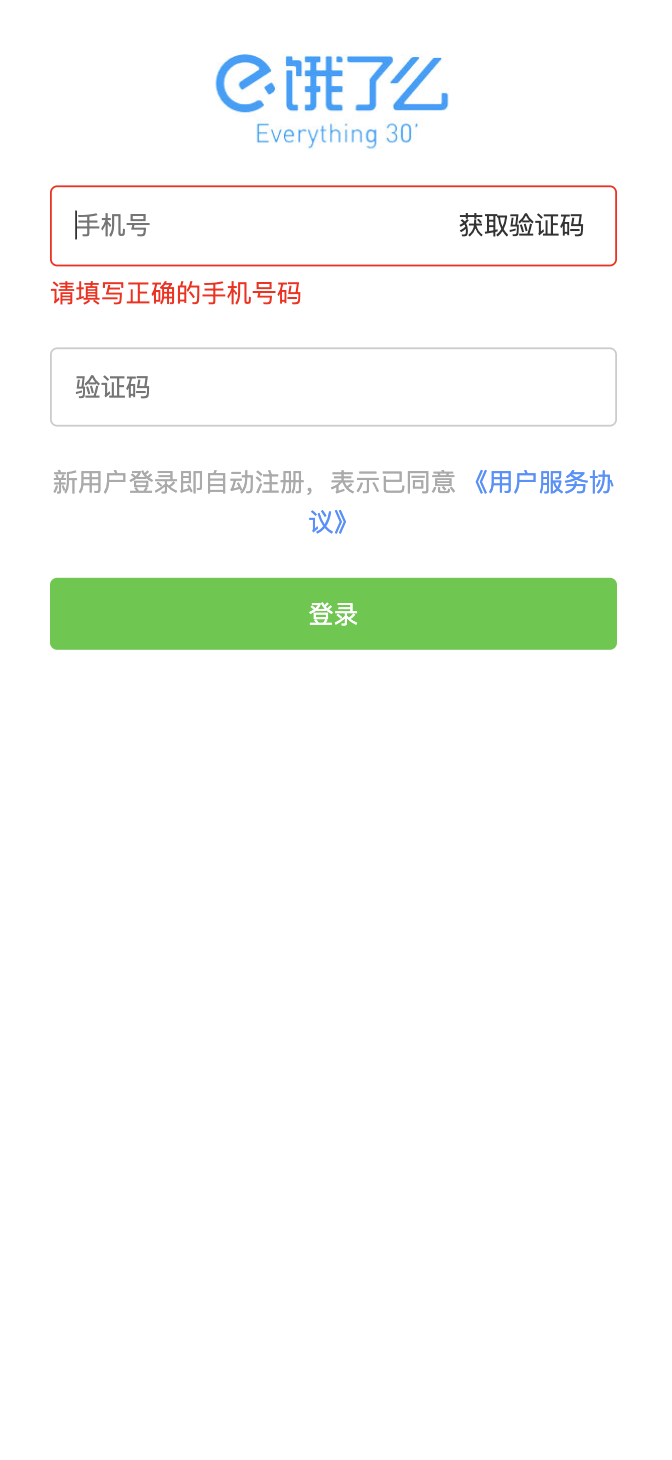 e饿了么
Everything 30'
手机号 获取验证码
请填写正确的手机号码
验证码
新用户登录即自动注册，表示已同意 《用户服务协
议》
登录